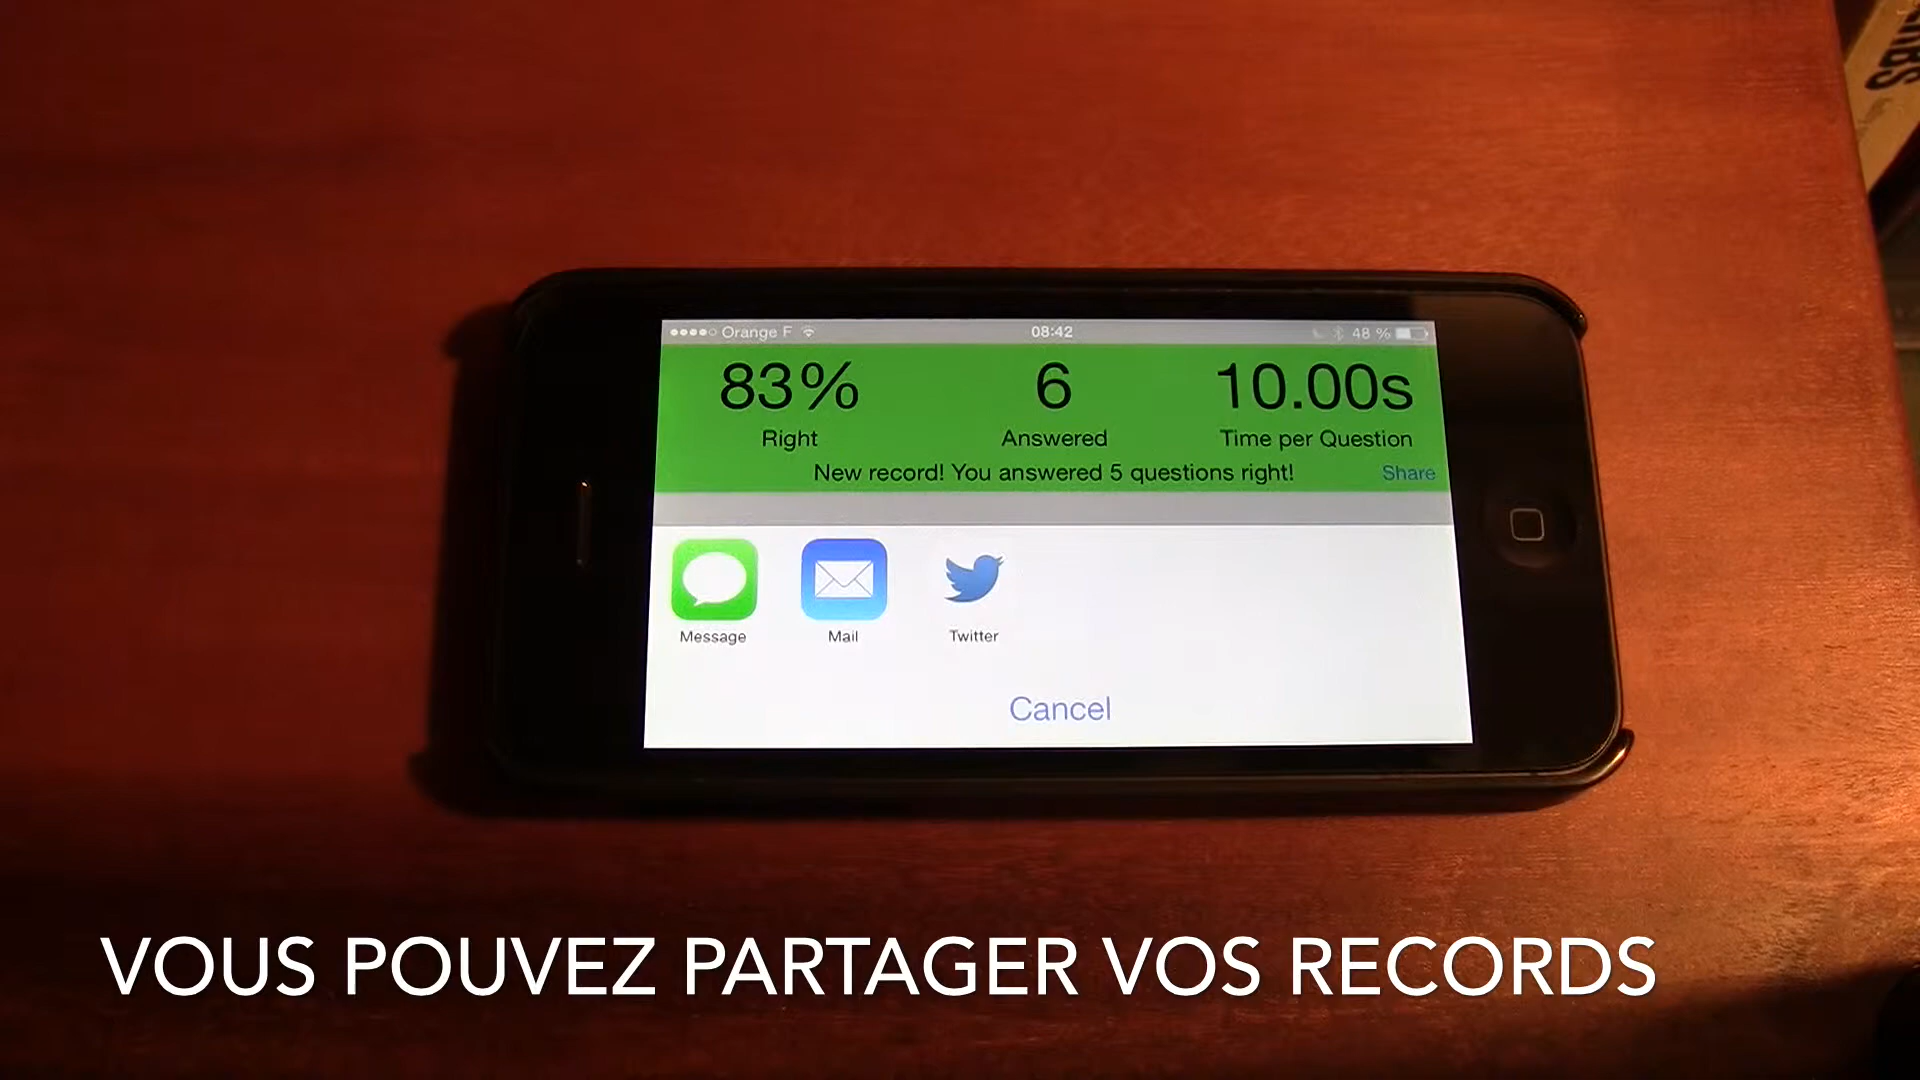 Orange F 08:42 48 %
83% 6 10.00s
Right Answered Time per Question
New record! You answered 5 questions right! Share
Message Mail Twitter
Cancel
VOUS POUVEZ PARTAGER VOS RECORDS